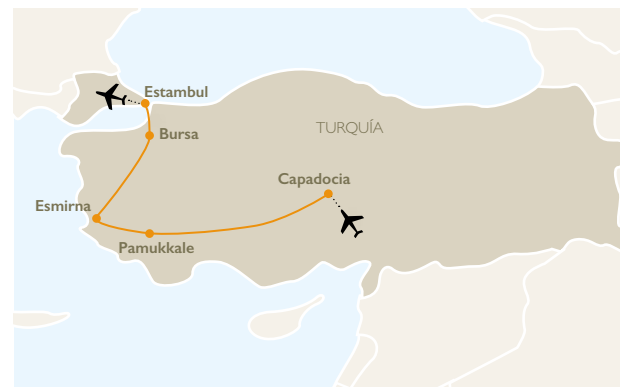 Estambul
TURQUÍA
Bursa
Capadocia
Esmirna
Pamukkale